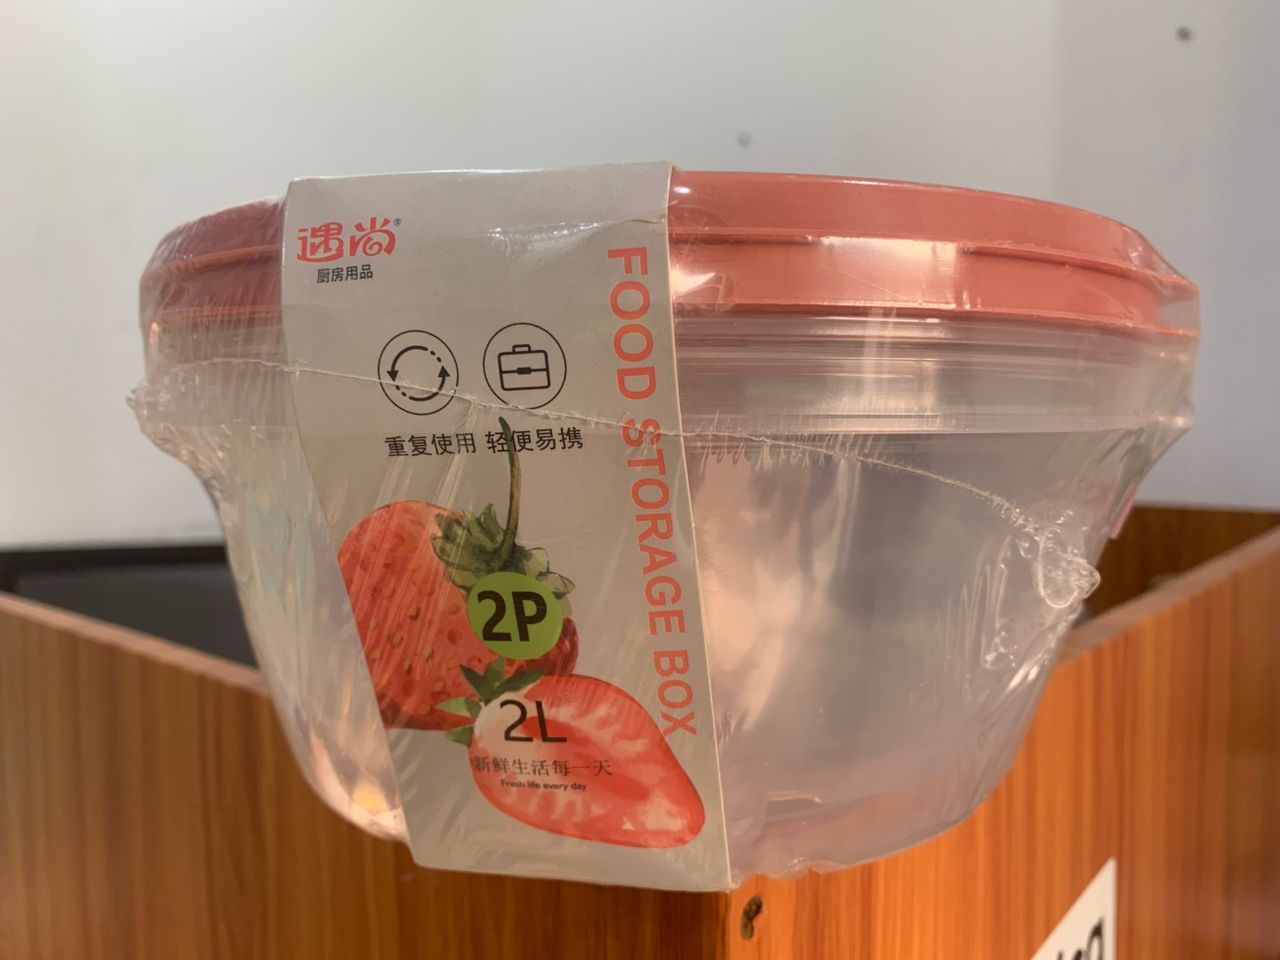 遇尚®
厨房用品
重复使用 轻便易携
FOOD STORAGE BOX
2P
2L
新鲜生活每一天
Fresh life every day